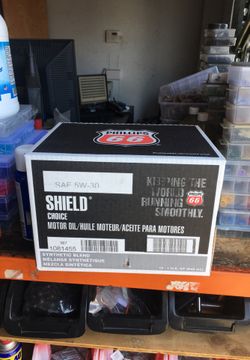 PHILLIPS
66
SAE 5W-30
KEEPING THE
WORLD
RUNNING
SMOOTHLY.
66
SHIELD
CHOICE
MOTOR OIL/HUILE MOTEUR/ACEITE PARA MOTORES
1081455
SYNTHETIC BLEND
MÉLANGE SYNTHÉTIQUE
MEZCLA SINTÉTICA